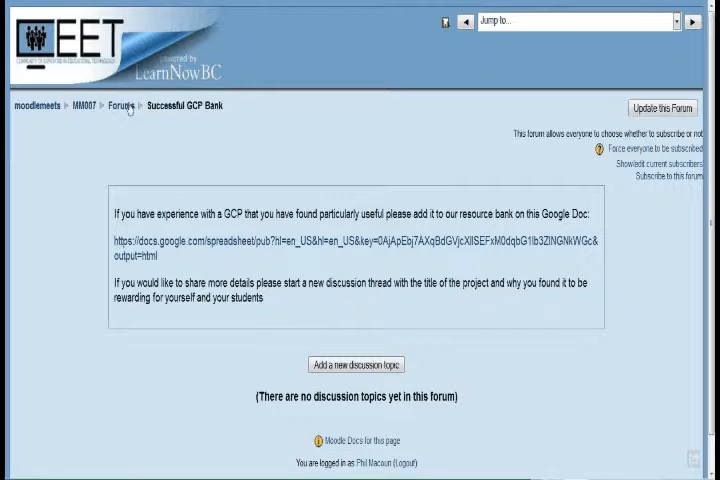 CEET
COMMUNITY OF EXPERTISE IN EDUCATIONAL TECHNOLOGY
powered by
LearnNowBC
Jump to...
moodlemeets ► MM007 ► Forums ► Successful GCP Bank
Update this Forum
This forum allows everyone to choose whether to subscribe or not
Force everyone to be subscribed
Show/edit current subscribers
Subscribe to this forum
If you have experience with a GCP that you have found particularly useful please add it to our resource bank on this Google Doc:
https://docs.google.com/spreadsheet/pub?hl=en_US&hl=en_US&key=0AjApEbj7AXqBdGVjcXlISEFxM0dqbG1lb3ZlNGNkWGc&
output=html
If you would like to share more details please start a new discussion thread with the title of the project and why you found it to be
rewarding for yourself and your students
Add a new discussion topic
(There are no discussion topics yet in this forum)
Moodle Docs for this page
You are logged in as Phil Macoun (Logout)